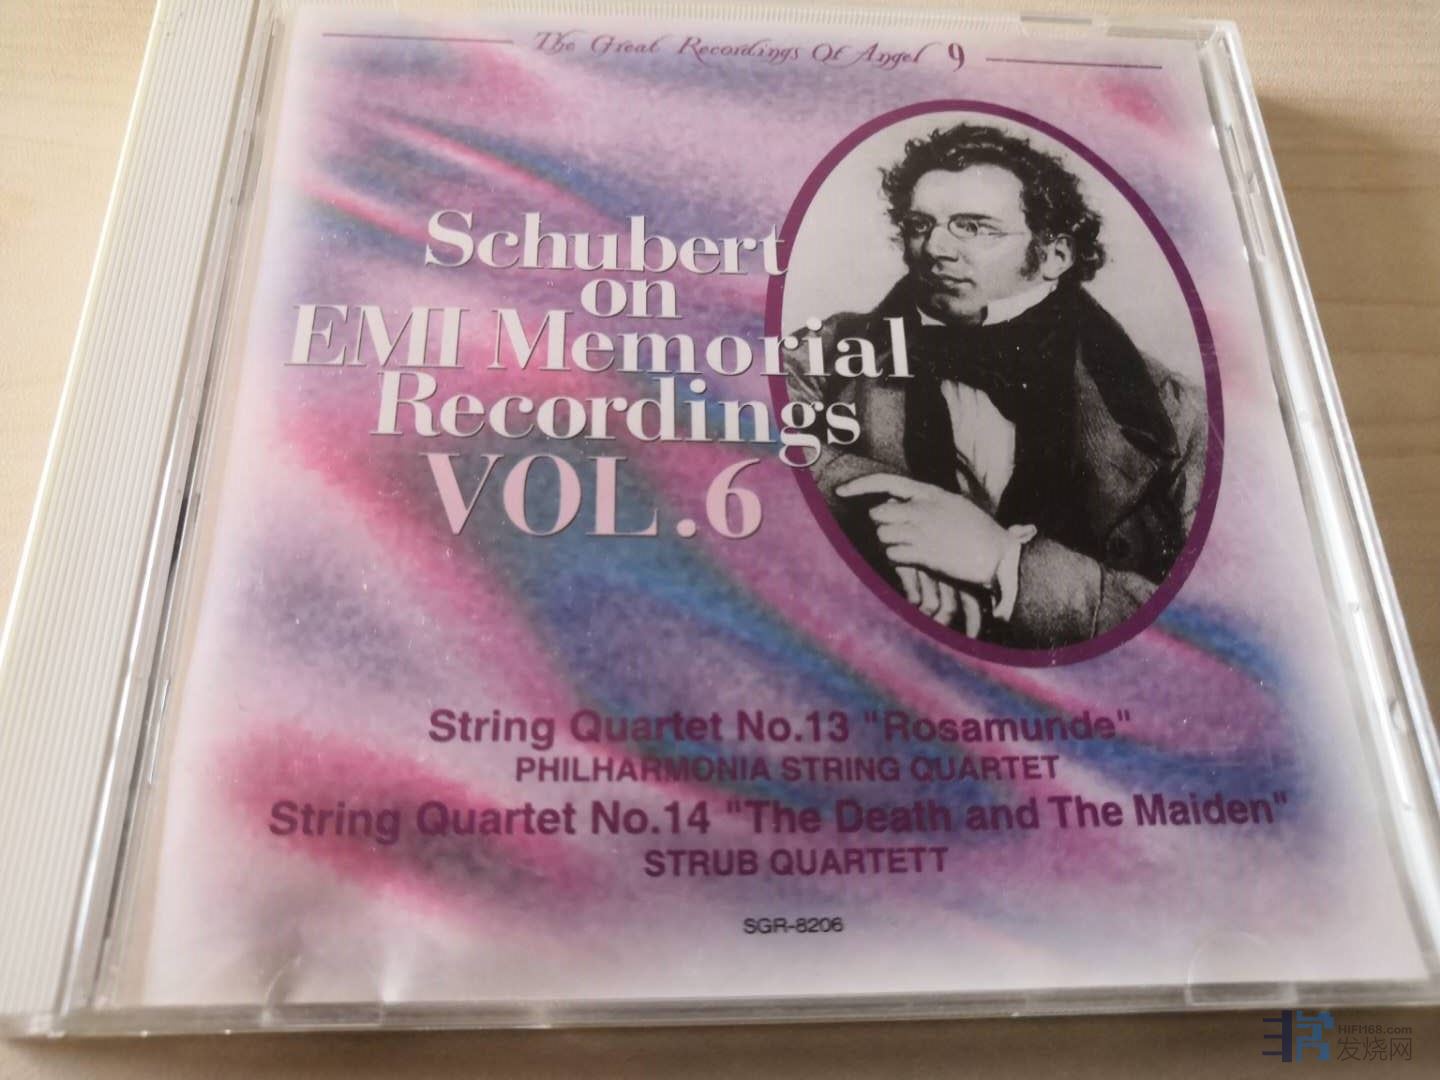 The Great Recordings Of Angel 9
Schubert
on
EMI Memorial
Recordings
VOL.6
String Quartet No.13 "Rosamunde"
PHILHARMONIA STRING QUARTET
String Quartet No.14 "The Death and The Maiden"
STRUB QUARTETT
SGR-8206
HIFI168.com
发烧网